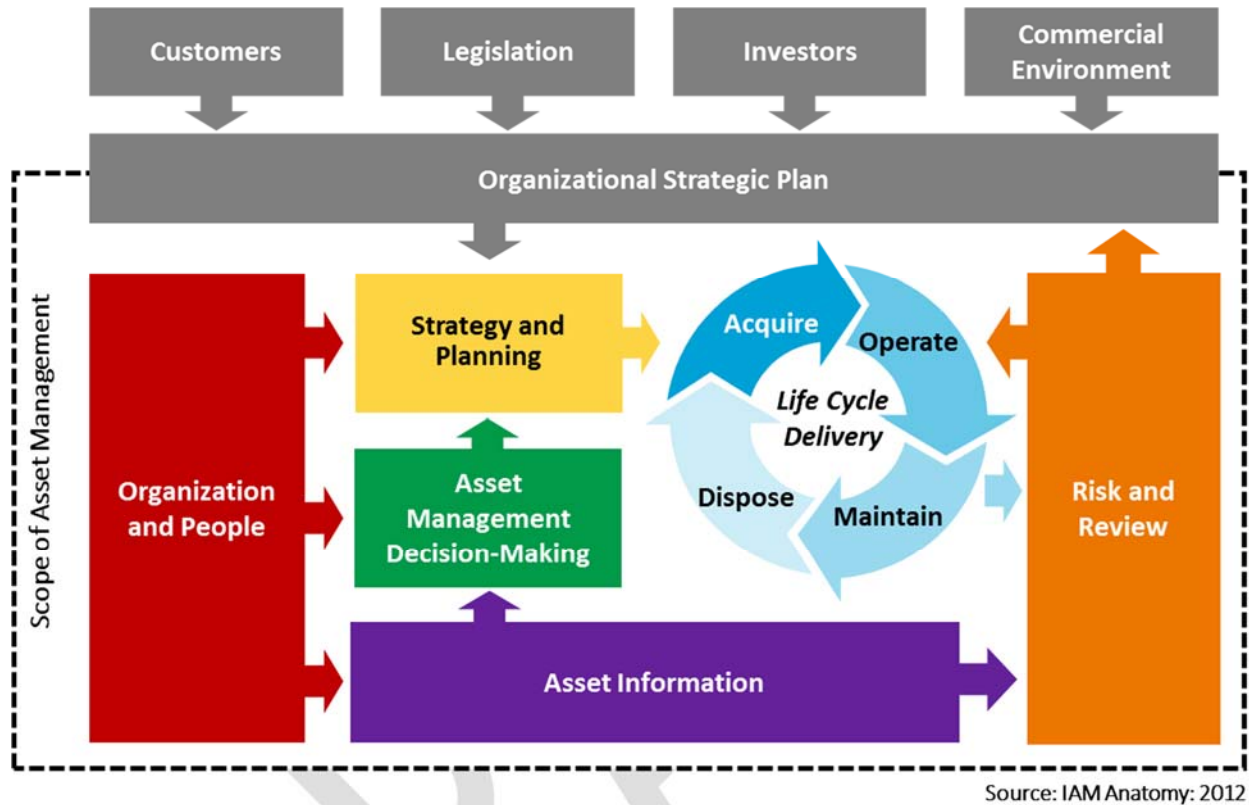 Customers
Legislation
Investors
Commercial
Environment
Organizational Strategic Plan
Scope of Asset Management
Organization
and People
Strategy and
Planning
Asset
Management
Decision-Making
Acquire
Operate
Life Cycle
Delivery
Dispose
Maintain
Risk and
Review
Asset Information
Source: IAM Anatomy: 2012